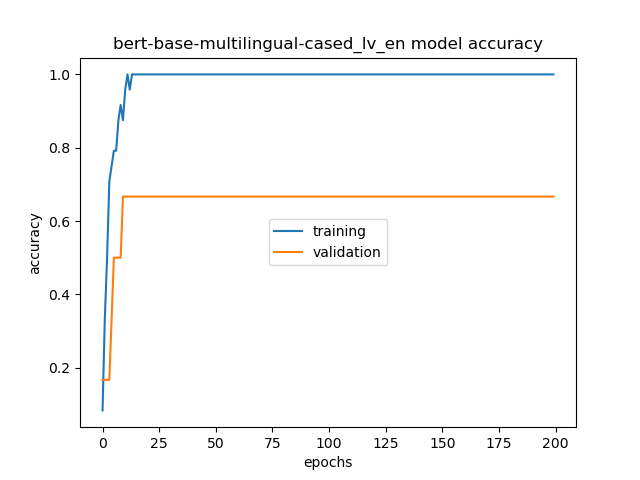 bert-base-multilingual-cased_lv_en model accuracy
1.0
0.8
0.6
0.4
0.2
accuracy
training
validation
0 25 50 75 100 125 150 175 200
epochs